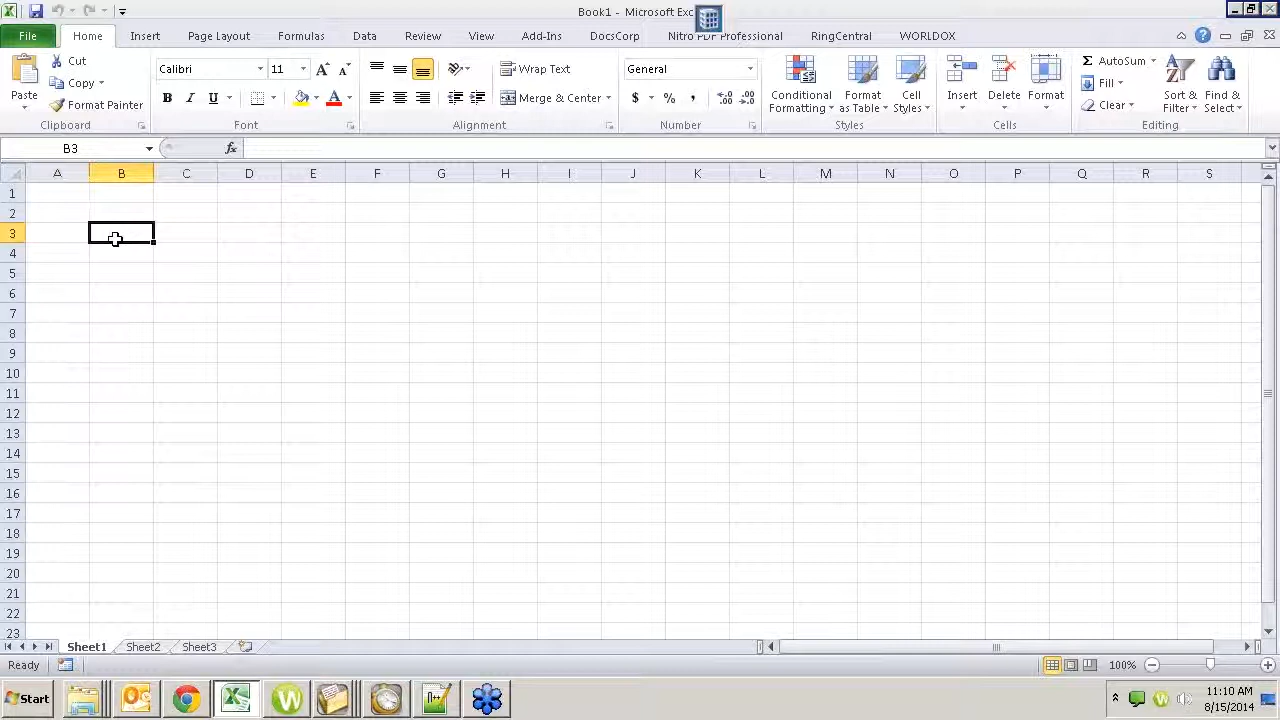 Book1 - Microsoft Exc
File Home Insert Page Layout Formulas Data Review View Add-Ins DocsCorp Nitro PDF Professional RingCentral WORLDOX
Cut
Copy
Format Painter
Paste
Clipboard
Calibri 11
B I U
Font
Wrap Text
Merge & Center
Alignment
General
$ % ,
Number
Conditional Formatting
Format as Table
Cell Styles
Styles
Insert Delete Format
Cells
AutoSum
Fill
Clear
Sort & Filter
Find & Select
Editing
B3 fx
A B C D E F G H J K L M N O P Q R S
1
2
3
4
5
6
7
8
9
10
11
12
13
14
15
16
17
18
19
20
21
22
23
Sheet1 Sheet2 Sheet3
Ready 100%
Start
11:10 AM
8/15/2014